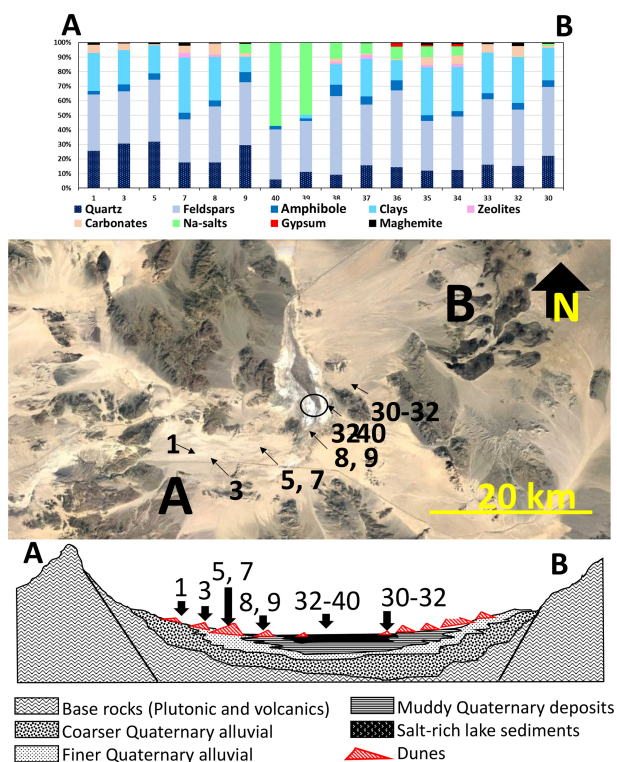 A
B
100%
90%
80%
70%
60%
50%
40%
30%
20%
10%
0%
1 3 5 7 8 9 40 39 38 37 36 35 34 33 32 30
Quartz Feldspars Amphibole Clays Zeolites
Carbonates Na-salts Gypsum Maghemite
B
N
30-32
3240
1
8, 9
5, 7
3
A
20 km
A
B
5, 7
1 3 8, 9 32-40 30-32
Base rocks (Plutonic and volcanics)
Muddy Quaternary deposits
Coarser Quaternary alluvial
Salt-rich lake sediments
Finer Quaternary alluvial
Dunes